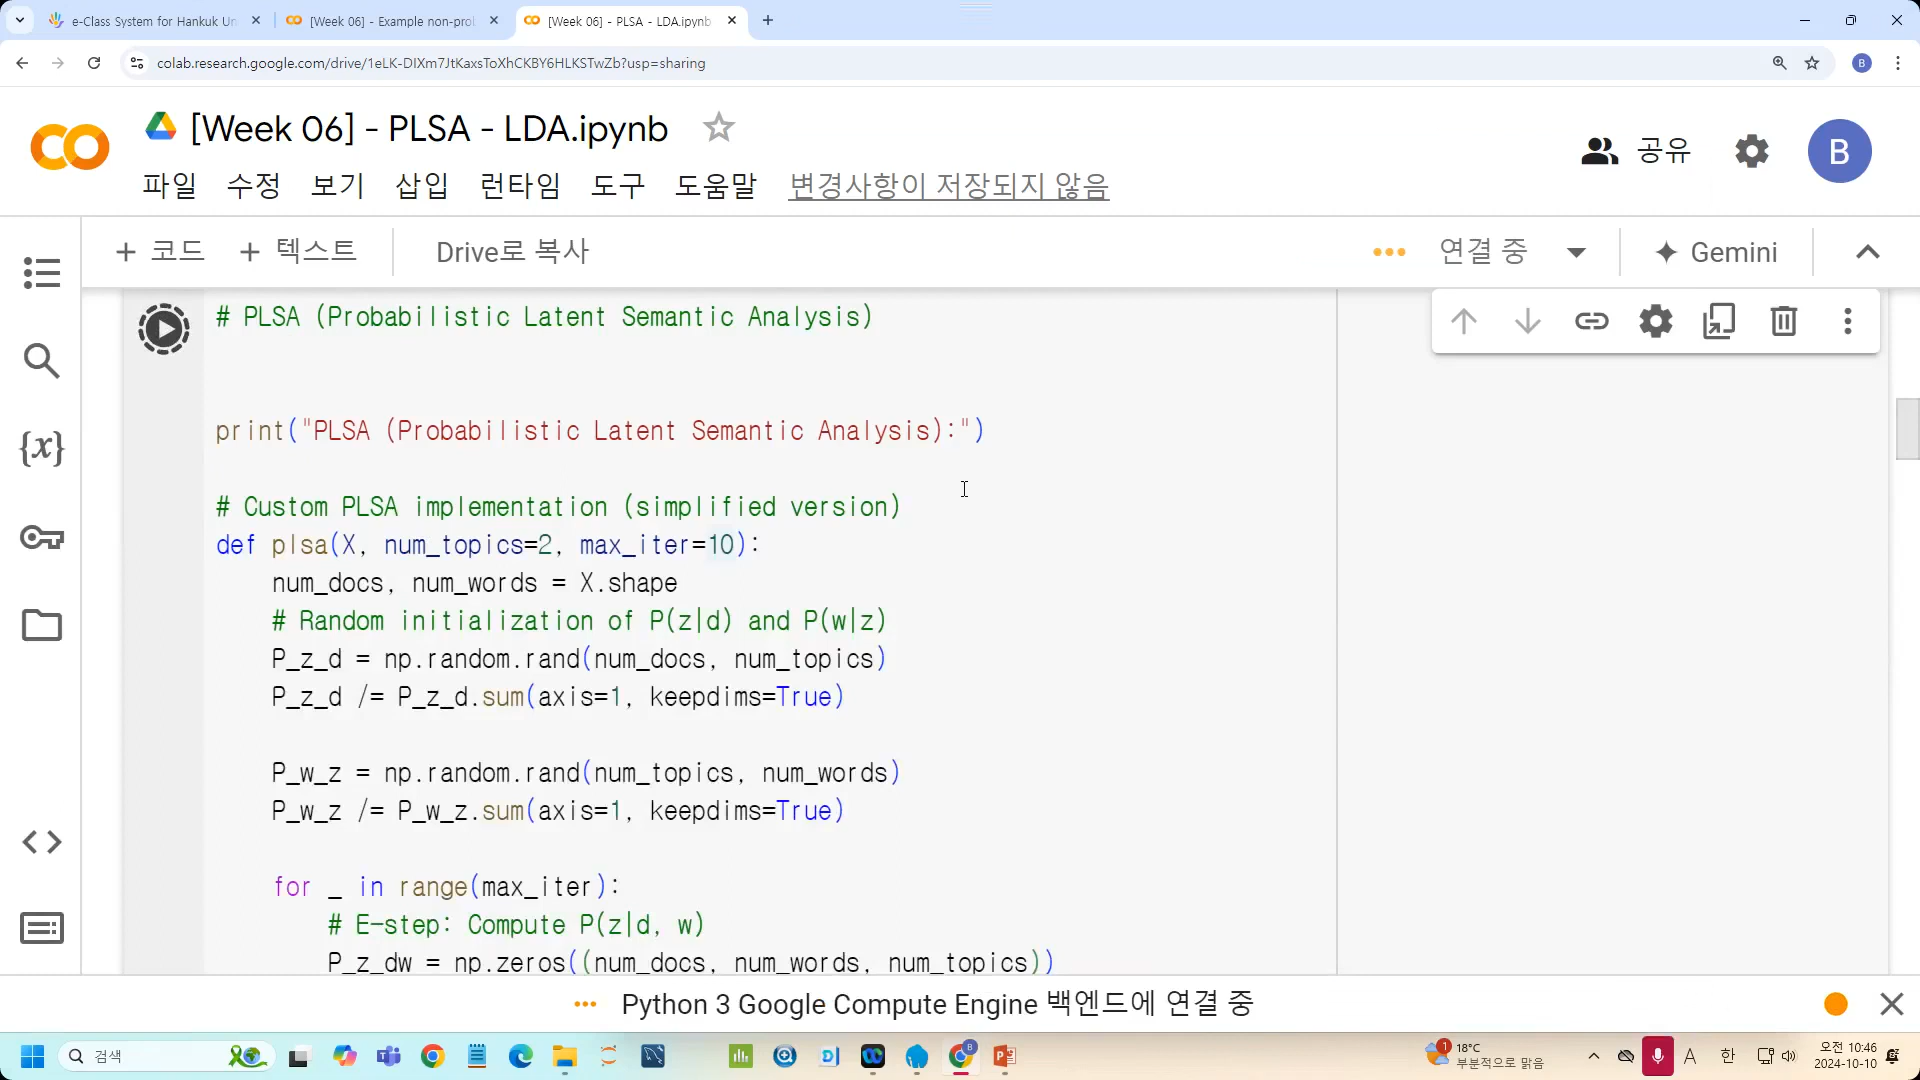 e-Class System for Hankuk Un
[Week 06] - Example non-prob
[Week 06] - PLSA - LDA.ipynb
colab.research.google.com/drive/1eLK-DIXm7JtKaxsToXhCKBY6HLKSTwZb?usp=sharing
B
[Week 06] - PLSA - LDA.ipynb
공유
B
파일 수정 보기 삽입 런타임 도구 도움말 변경사항이 저장되지 않음
+ 코드 + 텍스트 Drive로 복사
연결 중
Gemini
{x}
# PLSA (Probabilistic Latent Semantic Analysis)
print("PLSA (Probabilistic Latent Semantic Analysis):")
# Custom PLSA implementation (simplified version)
def plsa(X, num_topics=2, max_iter=10):
num_docs, num_words = X.shape
# Random initialization of P(z|d) and P(w|z)
P_z_d = np.random.rand(num_docs, num_topics)
P_z_d /= P_z_d.sum(axis=1, keepdims=True)
P_w_z = np.random.rand(num_topics, num_words)
P_w_z /= P_w_z.sum(axis=1, keepdims=True)
for _ in range(max_iter):
# E-step: Compute P(z|d, w)
P_z_dw = np.zeros((num_docs, num_words, num_topics))
Python 3 Google Compute Engine 백엔드에 연결 중
검색
1
18°C
부분적으로 맑음
A
한
오전 10:46
2024-10-10